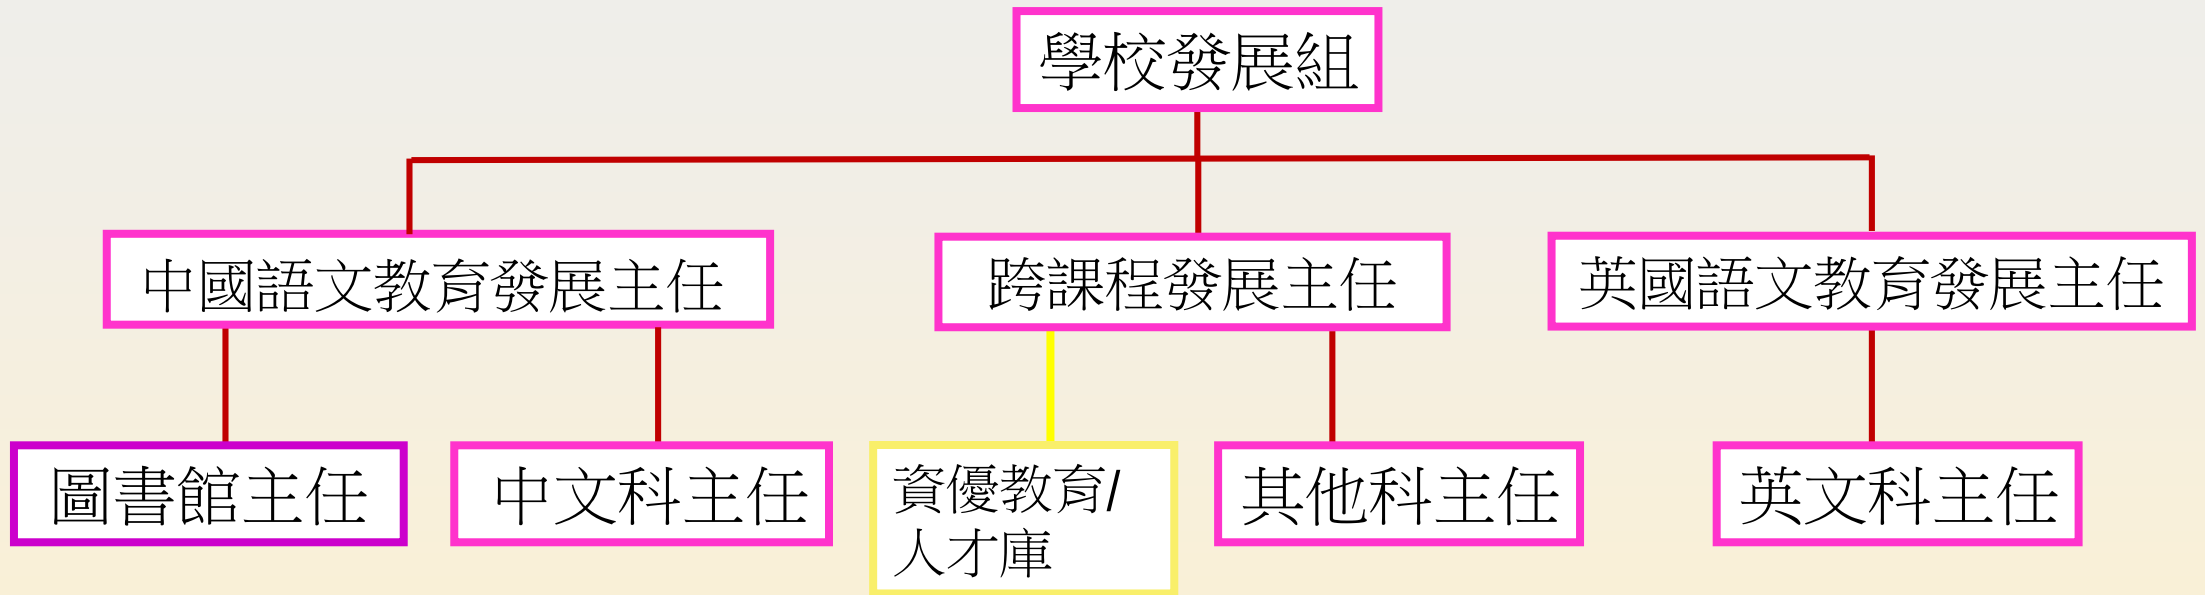 學校發展組
中國語文教育發展主任
跨課程發展主任
英國語文教育發展主任
圖書館主任
中文科主任
資優教育/
人才庫
其他科主任
英文科主任